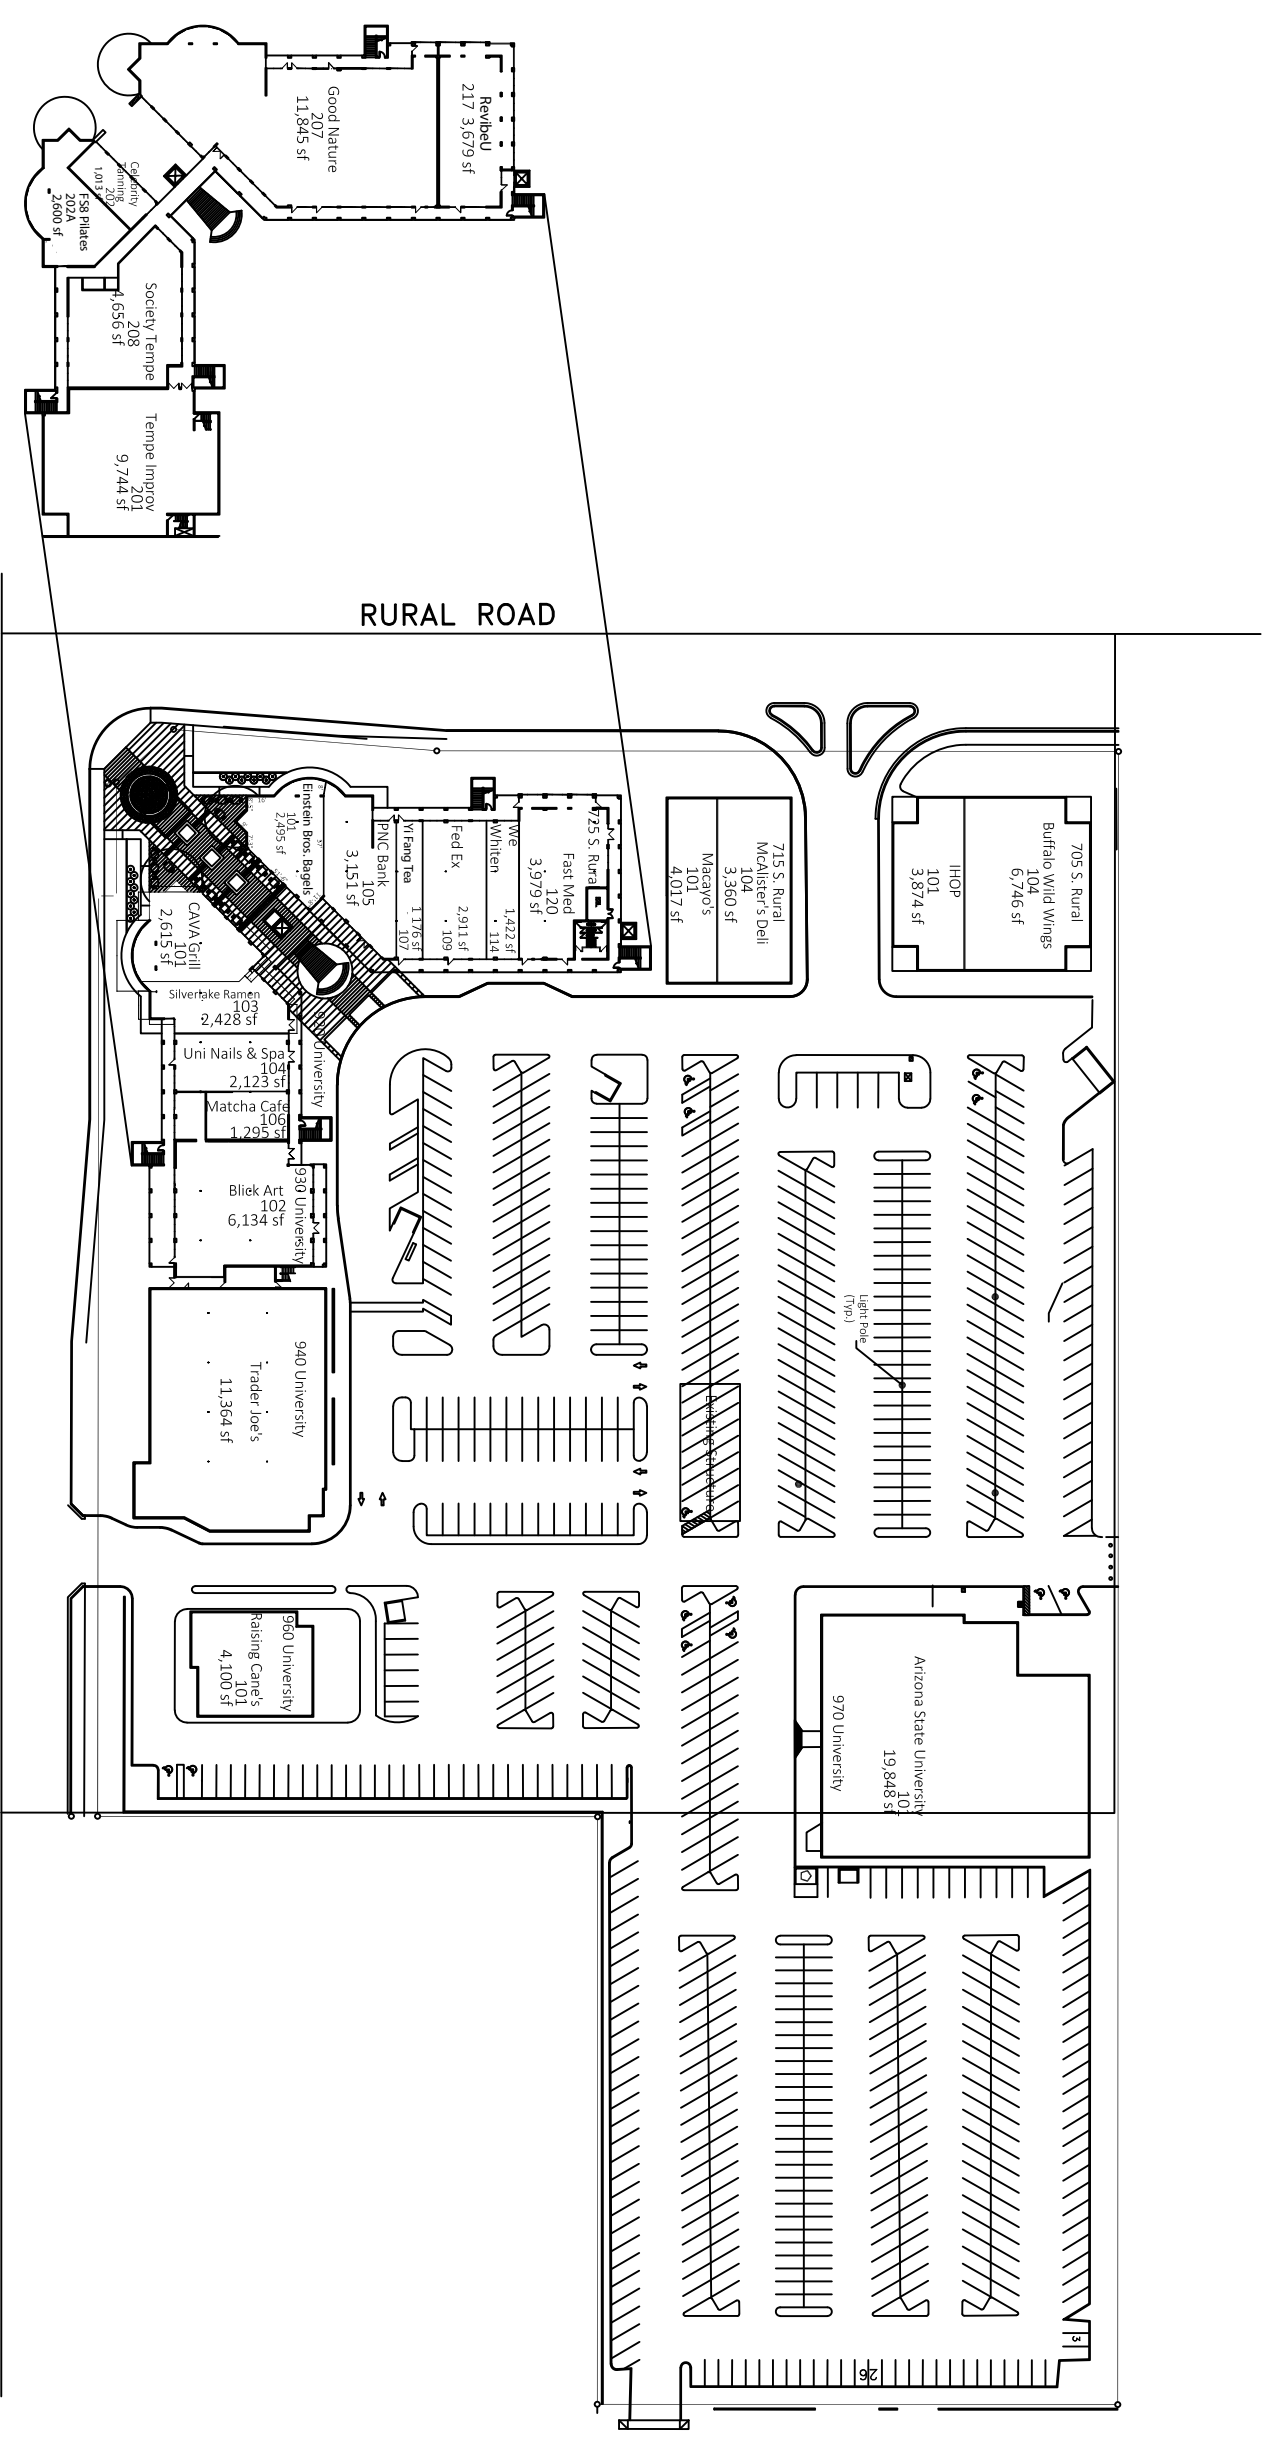 RevibeU
217 3,679 sf
Good Nature
207
11,845 sf
Celebrity
Tanning
202
1,013 s
FS8 Pilates
202A
2,600 sf
Society Tempe
208
4,656 sf
Tempe Improv
201
9,744 sf
RURAL ROAD
705 S. Rural
Buffalo Wild Wings
104
6,746 sf
IHOP
101
3,874 sf
715 S. Rural
McAlister's Deli
104
3,360 sf
Macayo's
101
4,017 sf
725 S. Rural
Fast Med
120
3,979 sf
We
Whiten
1,422 sf
114
Fed Ex
2,911 sf
109
Yi Fang Tea
1,176 sf
107
PNC Bank
105
3,151 sf
Einstein Bros. Bagels
101
2,495 sf
CAVA Grill
101
2,615 sf
Silverlake Ramen
103
2,428 sf
920 University
Uni Nails & Spa
104
2,123 sf
Matcha Cafe
106
1,295 sf
930 University
Blick Art
102
6,134 sf
940 University
Trader Joe's
11,364 sf
Light Pole
(Typ.)
Existing Structure
960 University
Raising Cane's
101
4,100 sf
Arizona State University
10
19,848 sf
970 University
3
26